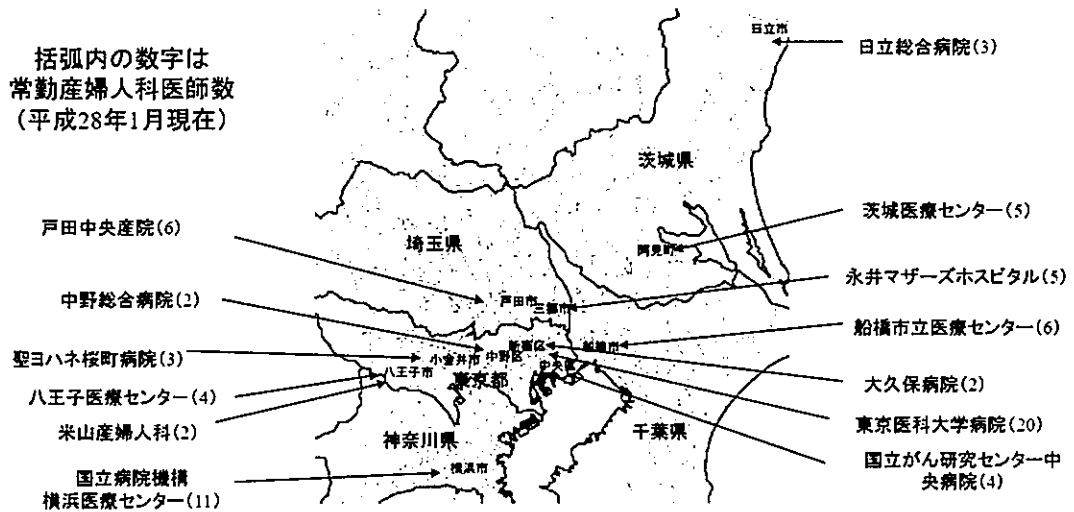 括弧内の数字は
常勤産婦人科医師数
(平成28年1月現在)
日立市
日立総合病院(3)
茨城県
茨城医療センター(5)
阿見町
戸田中央産院(6)
埼玉県
永井マザーズホスピタル(5)
中野総合病院(2)
戸田市
三郷市
船橋市立医療センター(6)
新宿区
船橋市
聖ヨハネ桜町病院(3)
小金井市
中野区
中央区
八王子市
東京都
大久保病院(2)
八王子医療センター(4)
東京医科大学病院(20)
米山産婦人科(2)
神奈川県
千葉県
国立がん研究センター中
央病院(4)
横浜市
国立病院機構
横浜医療センター(11)